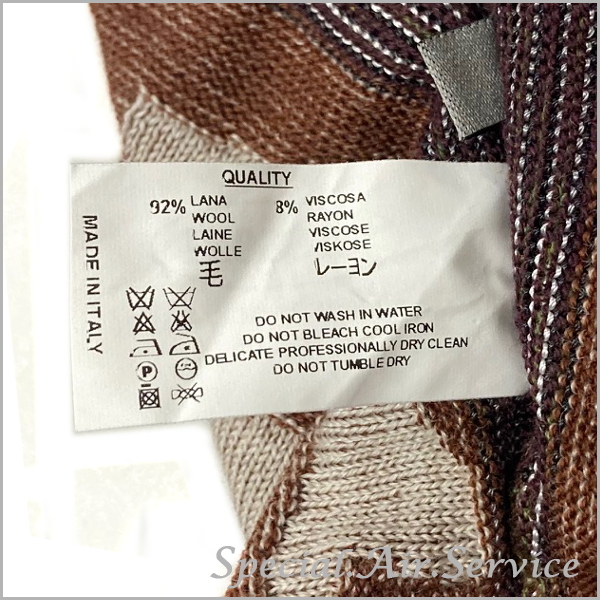 QUALITY
92% LANA 8% VISCOSA
WOOL RAYON
LAINE VISCOSE
WOLLE VISKOSE
毛 レーヨン
MADE IN ITALY
DO NOT WASH IN WATER
DO NOT BLEACH COOL IRON
DELICATE PROFESSIONALLY DRY CLEAN
DO NOT TUMBLE DRY
P
Special.Air.Service